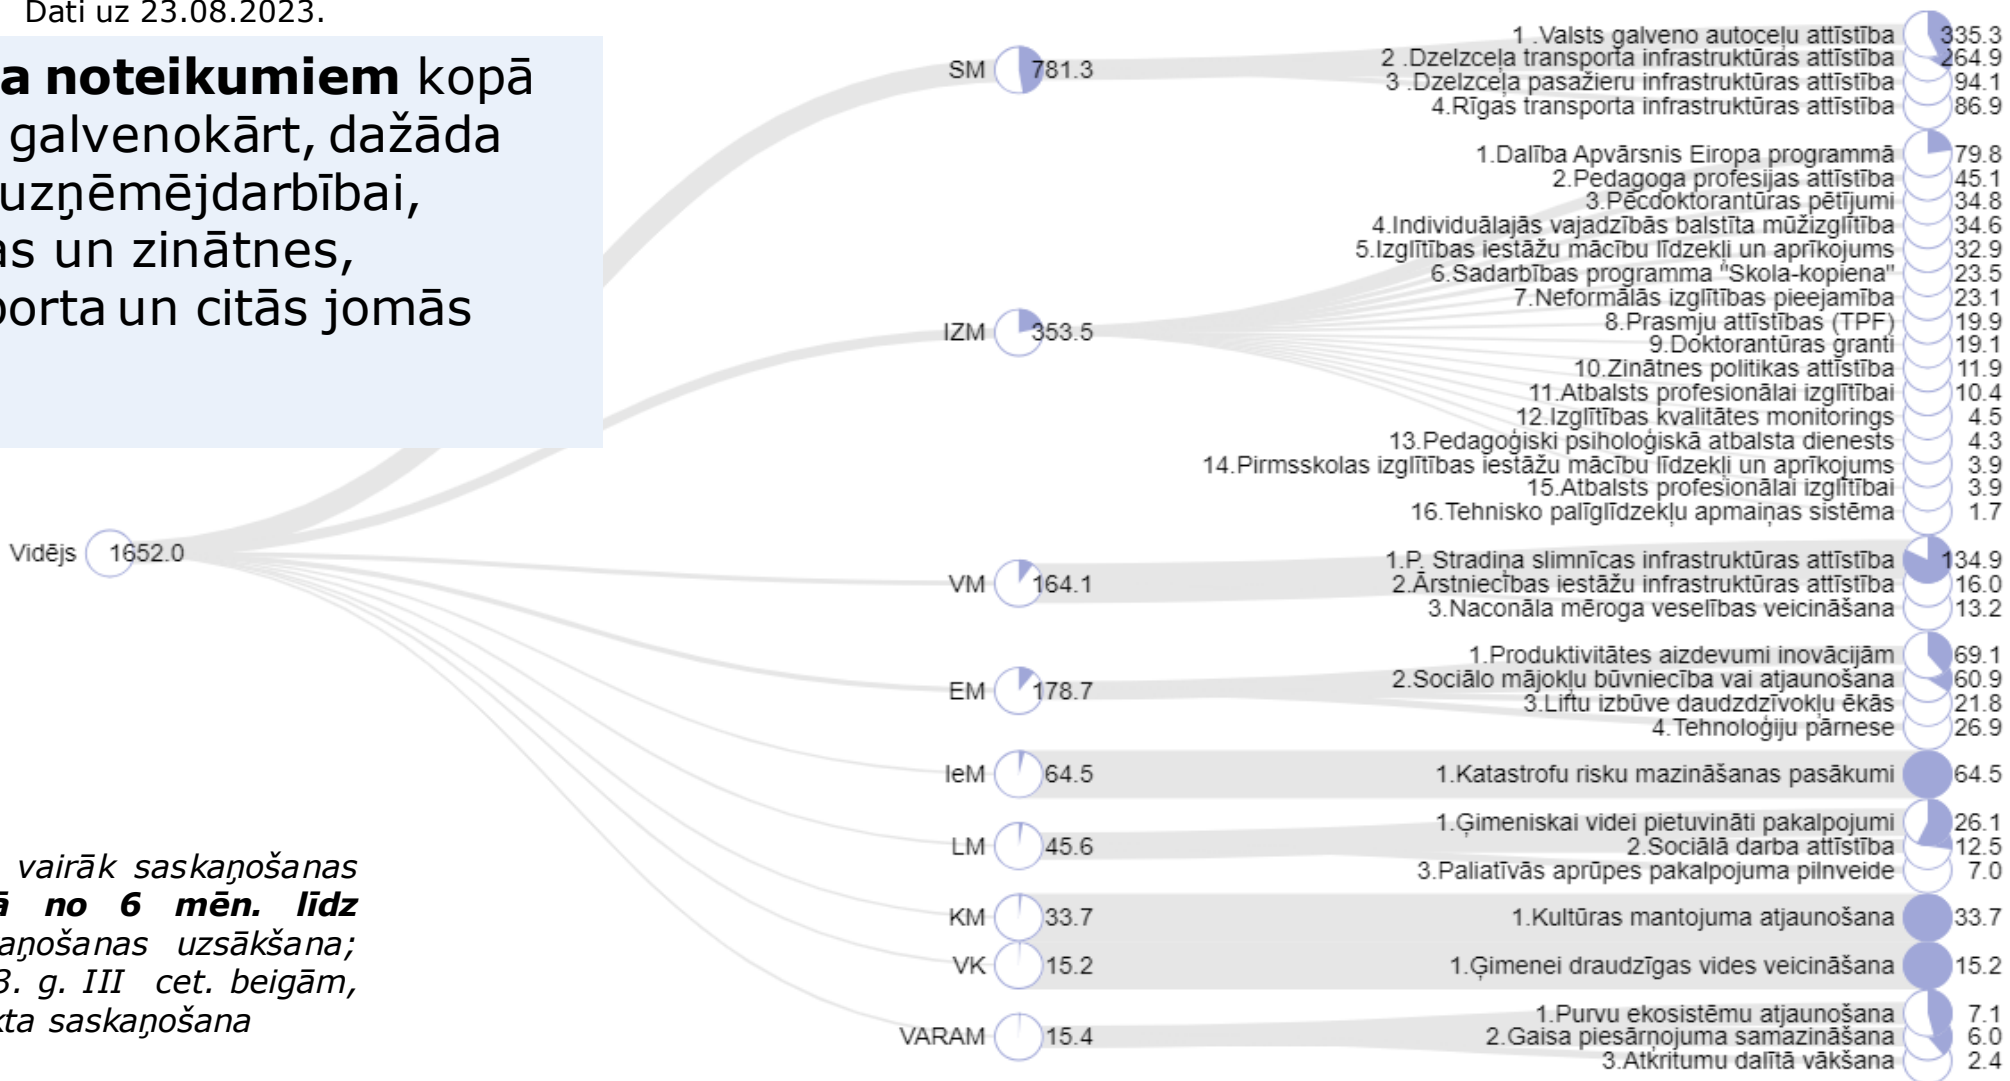 Dati uz 23.08.2023.
a noteikumiem kopā
galvenokārt, dažāda
uzņēmējdarbībai,
as un zinātnes,
porta un citās jomās
Vidējs 1652.0
vairāk saskaņošanas
ā no 6 mēn. līdz
aņošanas uzsākšana;
3. g. III cet. beigām,
kta saskaņošana
SM 781.3
1 .Valsts galveno autoceļu attīstība 335.3
2 .Dzelzceļa transporta infrastruktūras attīstība 264.9
3 .Dzelzceļa pasažieru infrastruktūras attīstība 94.1
4.Rīgas transporta infrastruktūras attīstība 86.9
IZM 353.5
1.Dalība Apvārsnis Eiropa programmā 79.8
2.Pedagoga profesijas attīstība 45.1
3.Pēcdoktorantūras pētījumi 34.8
4.Individuālajās vajadzībās balstīta mūžizglītība 34.6
5.Izglītības iestāžu mācību līdzekļi un aprīkojums 32.9
6.Sadarbības programma "Skola-kopiena" 23.5
7.Neformālās izglītības pieejamība 23.1
8.Prasmju attīstības (TPF) 19.9
9.Doktorantūras granti 19.1
10.Zinātnes politikas attīstība 11.9
11.Atbalsts profesionālai izglītībai 10.4
12.Izglītības kvalitātes monitorings 4.5
13.Pedagoģiski psiholoģiskā atbalsta dienests 4.3
14.Pirmsskolas izglītības iestāžu mācību līdzekļi un aprīkojums 3.9
15.Atbalsts profesionālai izglītībai 3.9
16.Tehnisko palīglīdzekļu apmaiņas sistēma 1.7
VM 164.1
1.P. Stradiņa slimnīcas infrastruktūras attīstība 134.9
2.Ārstniecības iestāžu infrastruktūras attīstība 16.0
3.Naconāla mēroga veselības veicināšana 13.2
EM 178.7
1.Produktivitātes aizdevumi inovācijām 69.1
2.Sociālo mājokļu būvniecība vai atjaunošana 60.9
3.Liftu izbūve daudzdzīvokļu ēkās 21.8
4.Tehnoloģiju pārnese 26.9
IeM 64.5
1.Katastrofu risku mazināšanas pasākumi 64.5
LM 45.6
1.Ģimeniskai videi pietuvināti pakalpojumi 26.1
2.Sociālā darba attīstība 12.5
3.Paliatīvās aprūpes pakalpojuma pilnveide 7.0
KM 33.7
1.Kultūras mantojuma atjaunošana 33.7
VK 15.2
1.Ģimenei draudzīgas vides veicināšana 15.2
VARAM 15.4
1.Purvu ekosistēmu atjaunošana 7.1
2.Gaisa piesārņojuma samazināšana 6.0
3.Atkritumu dalītā vākšana 2.4